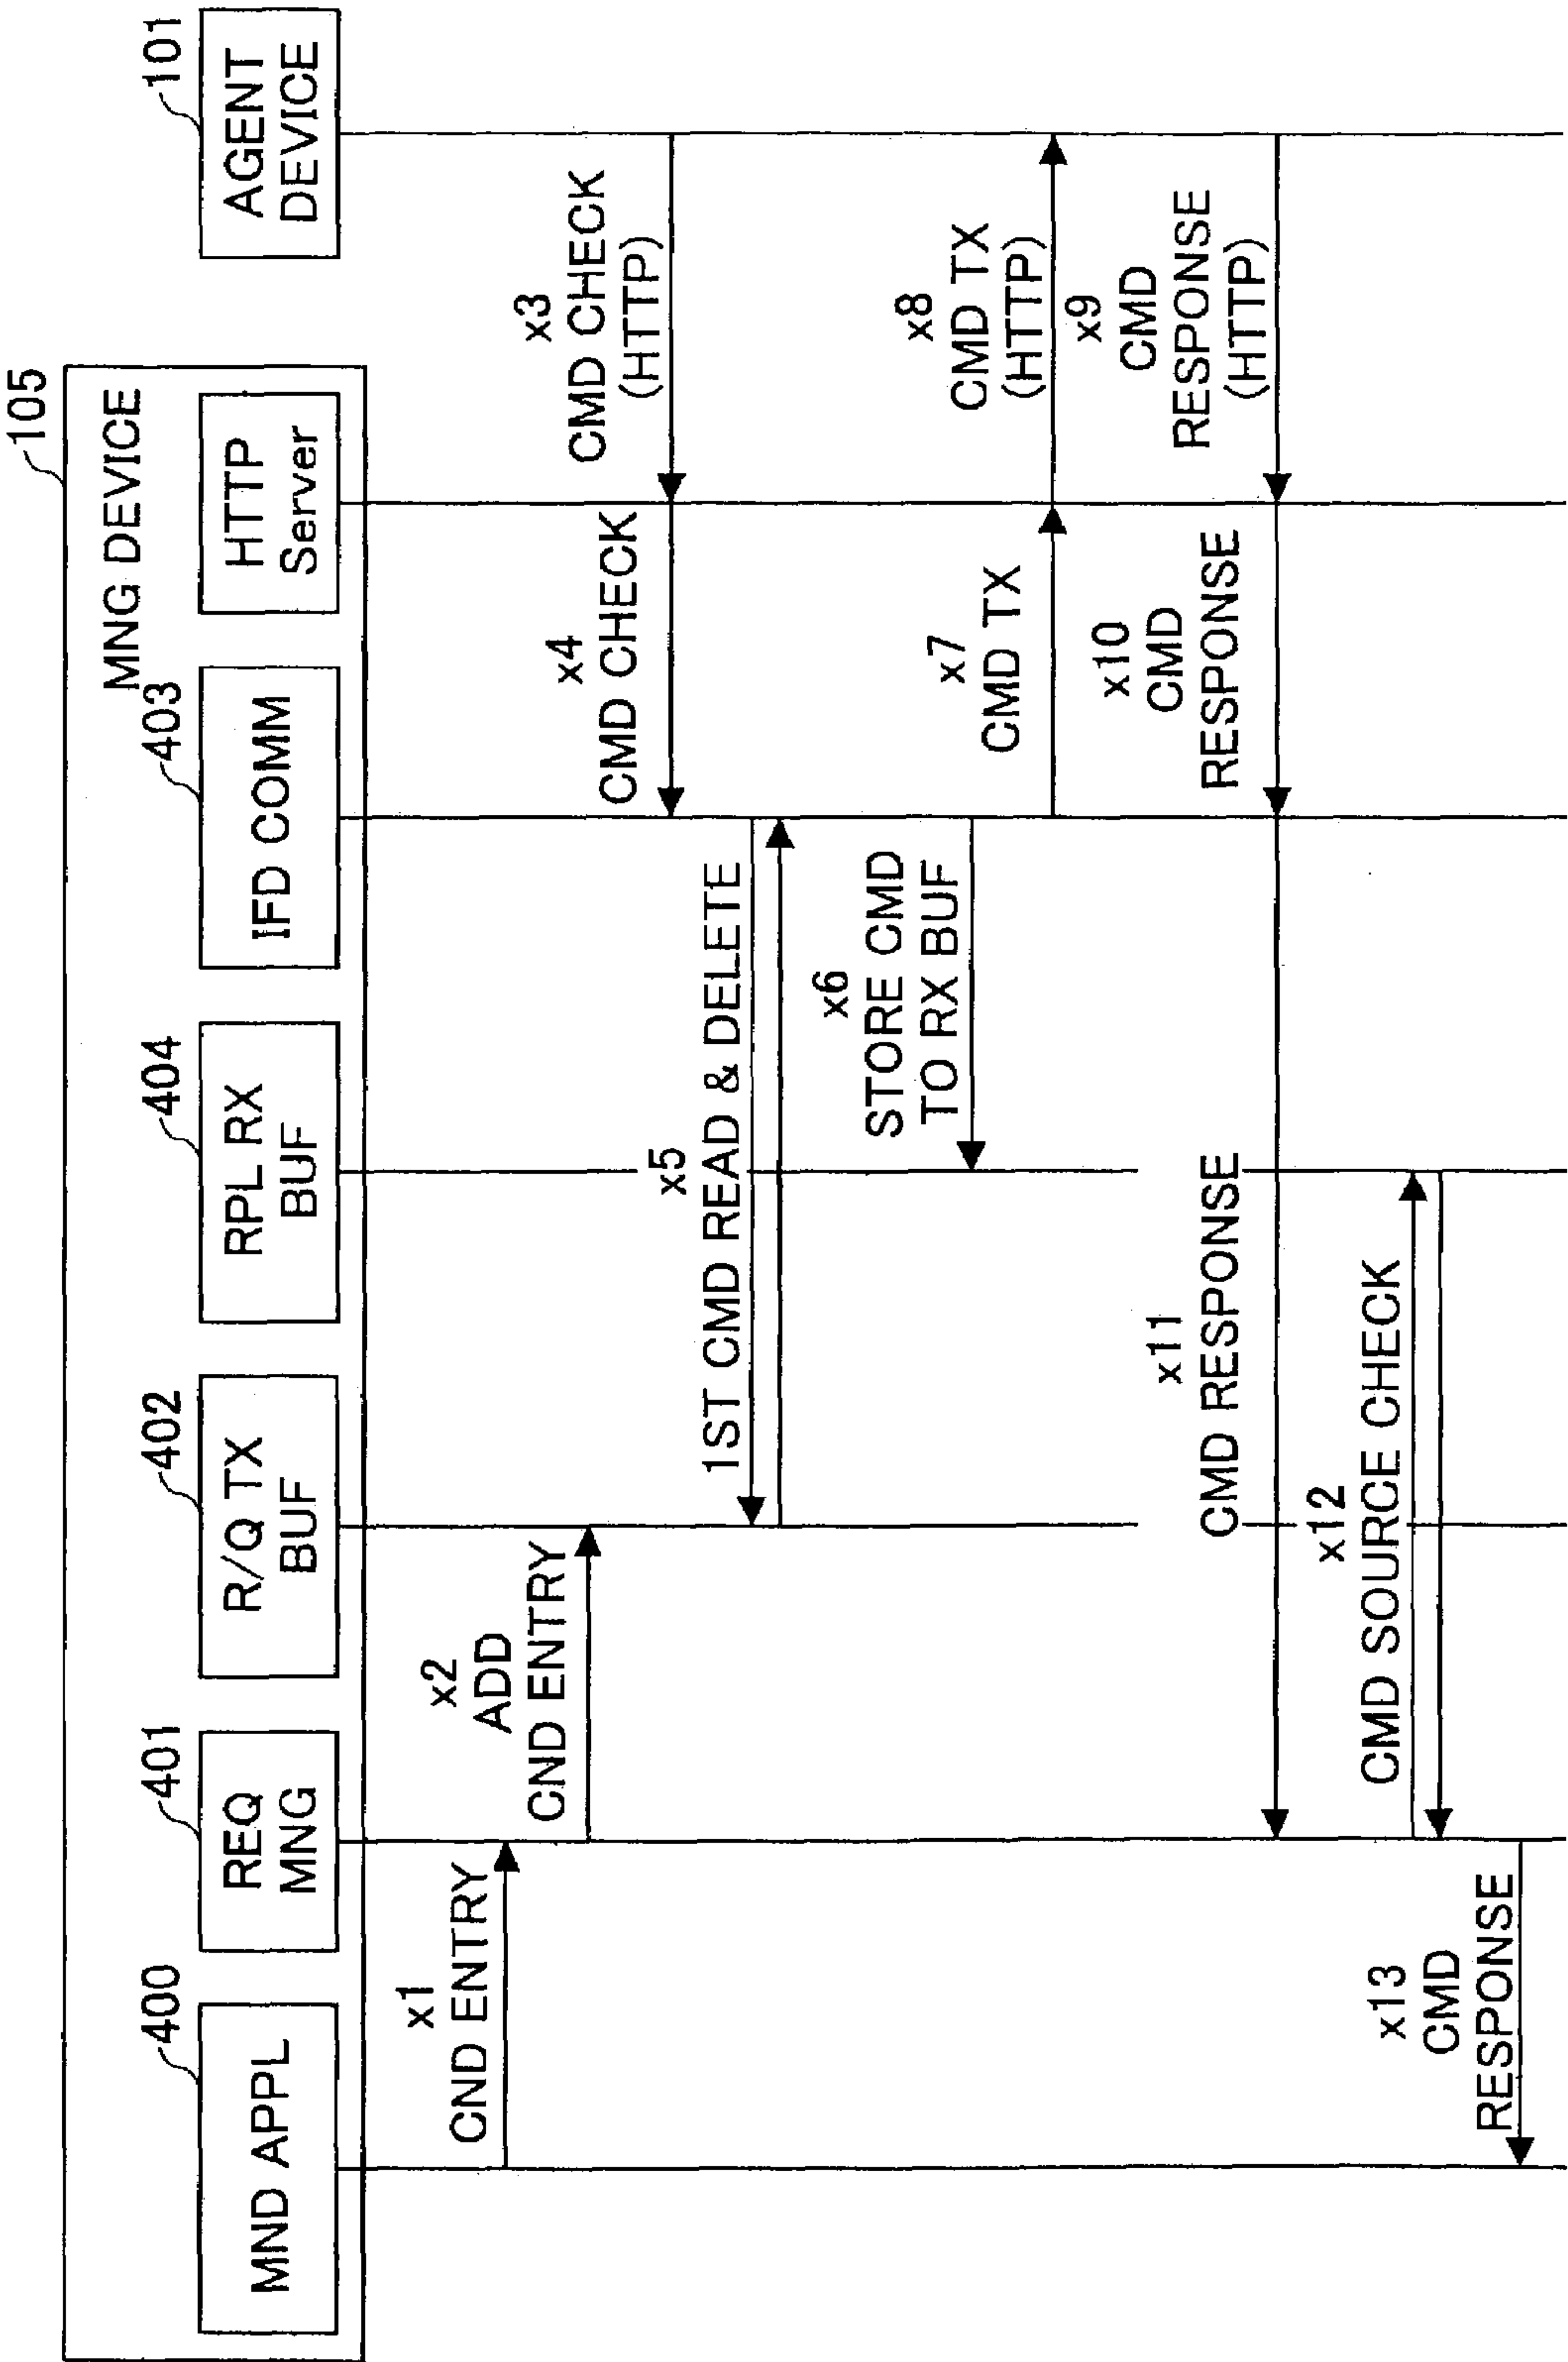 105
MNG DEVICE
400
MND APPL
401
REQ
MNG
402
R/Q TX
BUF
404
RPL RX
BUF
403
IFD COMM
HTTP
Server
101
AGENT
DEVICE
x1
CND ENTRY
x2
ADD
CND ENTRY
x3
CMD CHECK
(HTTP)
x4
CMD CHECK
x5
1ST CMD READ & DELETE
x6
STORE CMD
TO RX BUF
x7
CMD TX
x8
CMD TX
(HTTP)
x9
CMD
RESPONSE
(HTTP)
x10
CMD
RESPONSE
x11
CMD RESPONSE
x12
CMD SOURCE CHECK
x13
CMD
RESPONSE